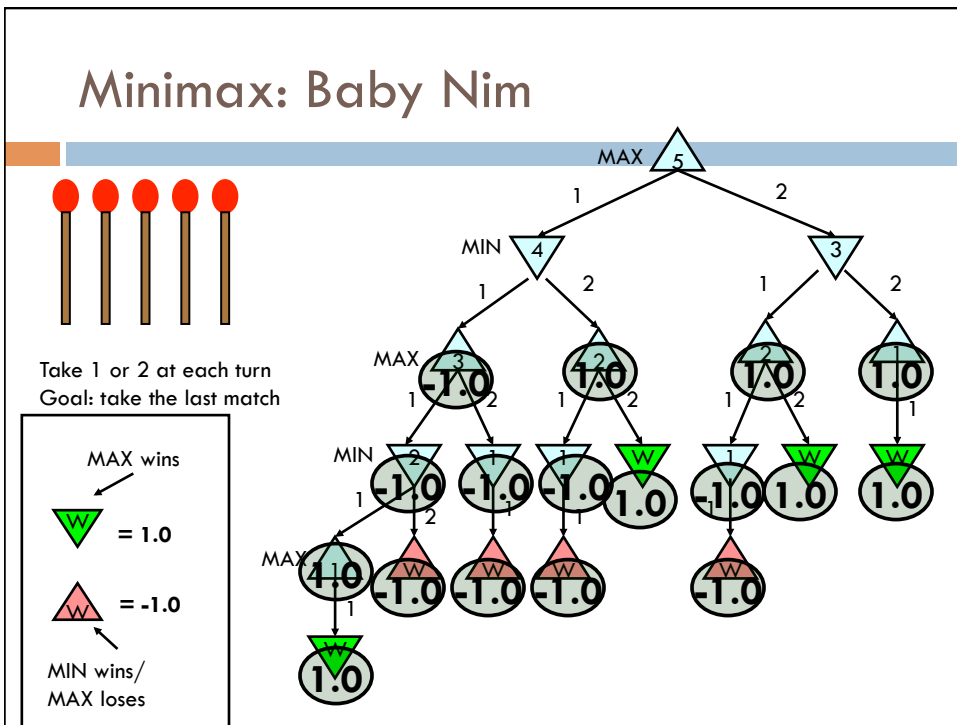 Minimax: Baby Nim
MAX 5
1 2
MIN 4 3
1 2 1 2
MAX 3 2 2 1
-1.0 1.0 1.0 1.0
1 2 1 2 1 2 1
MIN 2 1 1 W 1 W W
-1.0 -1.0 -1.0 1.0 -1.0 1.0 1.0
1 2 1 1 1
MAX 1 W W W W
1.0 -1.0 -1.0 -1.0 -1.0
1
W
1.0
Take 1 or 2 at each turn
Goal: take the last match
MAX wins
W = 1.0
W = -1.0
MIN wins/
MAX loses